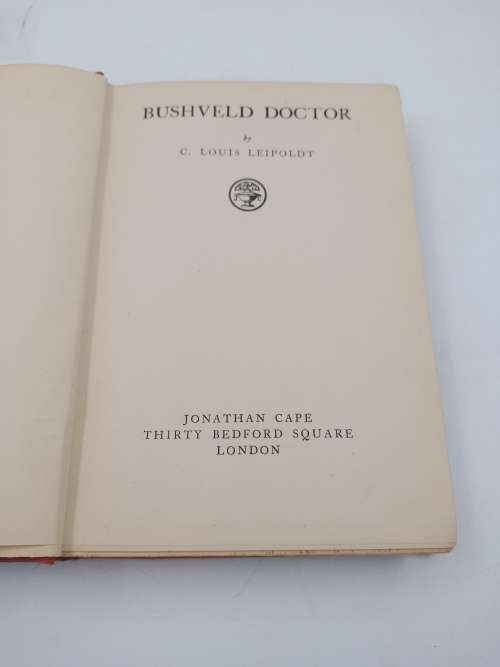 BUSHVELD DOCTOR
by
C. LOUIS LEIPOLDT
JONATHAN CAPE
THIRTY BEDFORD SQUARE
LONDON